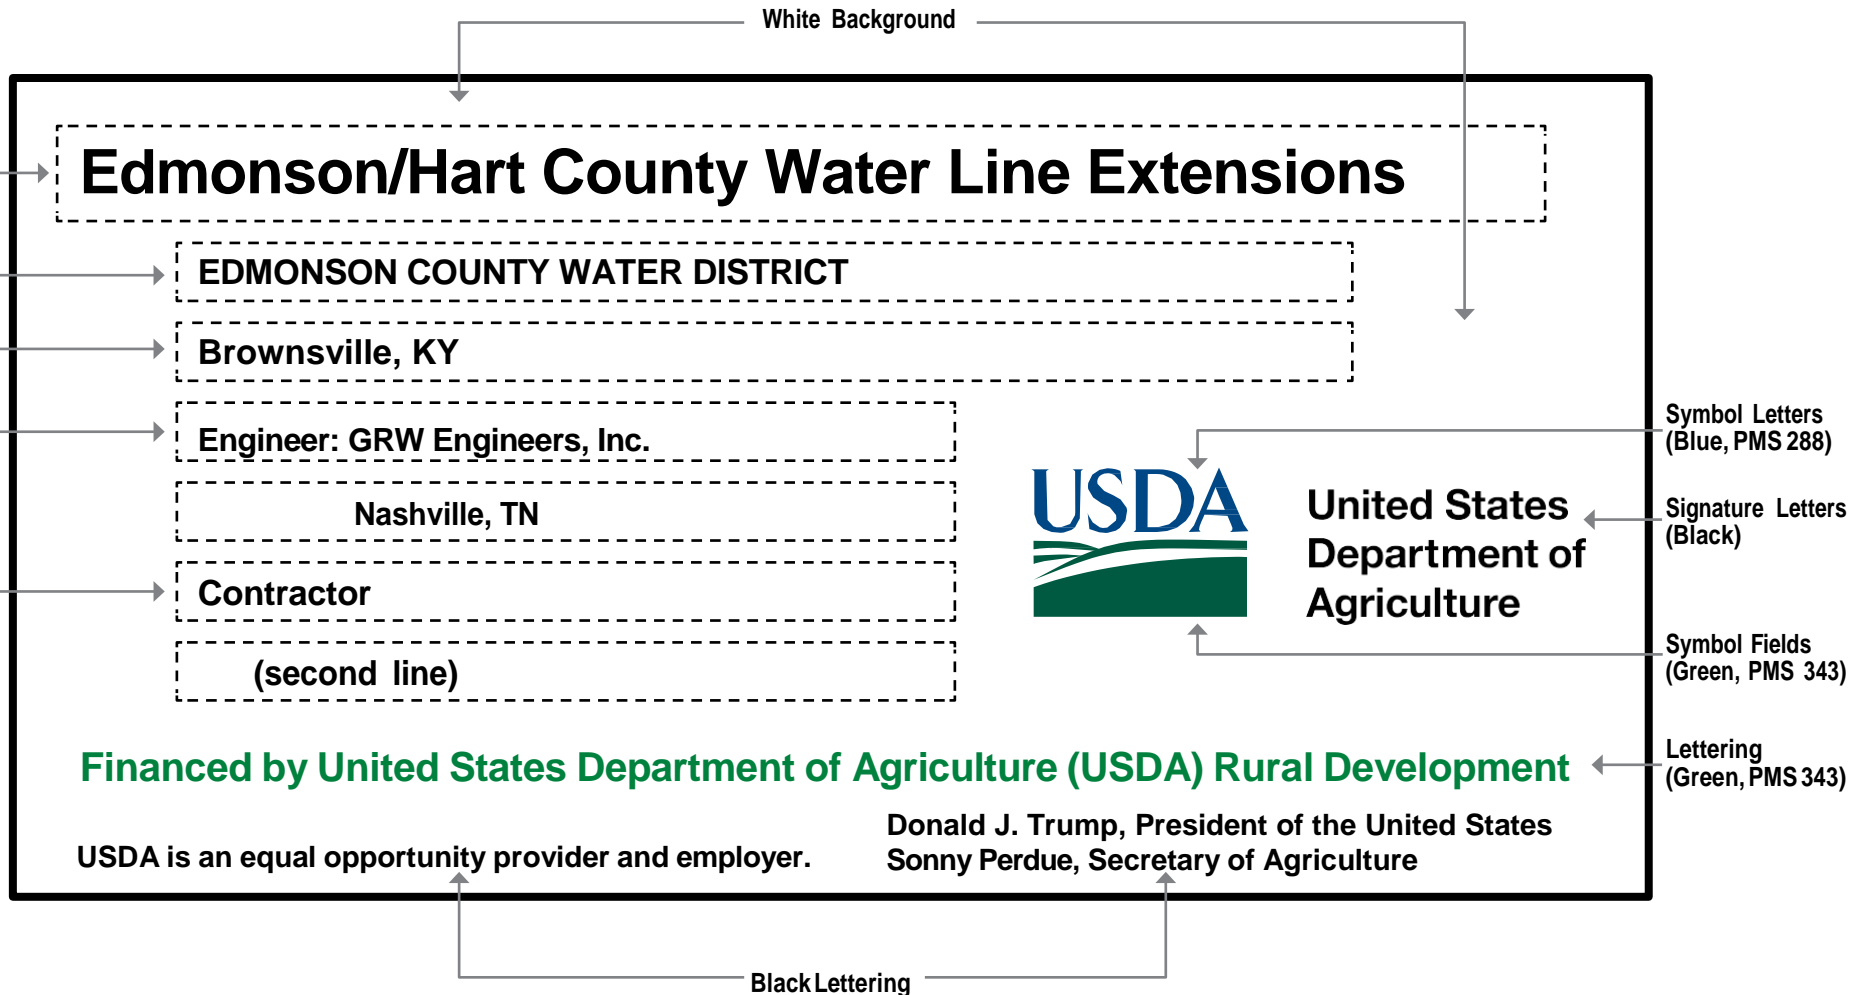 White Background
Edmonson/Hart County Water Line Extensions
EDMONSON COUNTY WATER DISTRICT
Brownsville, KY
Engineer: GRW Engineers, Inc.
Nashville, TN
Contractor
(second line)
USDA
United States
Department of
Agriculture
Symbol Letters
(Blue, PMS 288)
Signature Letters
(Black)
Symbol Fields
(Green, PMS 343)
Financed by United States Department of Agriculture (USDA) Rural Development
Lettering
(Green, PMS 343)
USDA is an equal opportunity provider and employer.
Donald J. Trump, President of the United States
Sonny Perdue, Secretary of Agriculture
Black Lettering